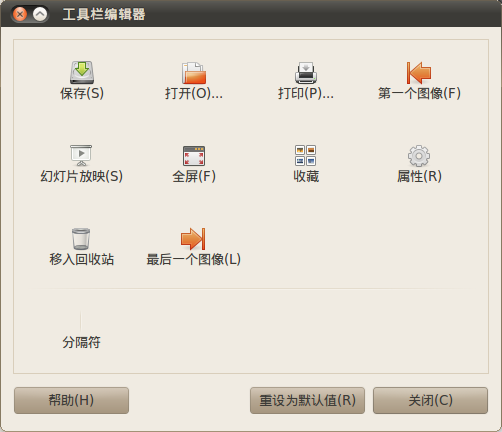 工具栏编辑器
保存(S)
打开(O)...
打印(P)...
第一个图像(F)
幻灯片放映(S)
全屏(F)
收藏
属性(R)
移入回收站
最后一个图像(L)
分隔符
帮助(H)
重设为默认值(R)
关闭(C)